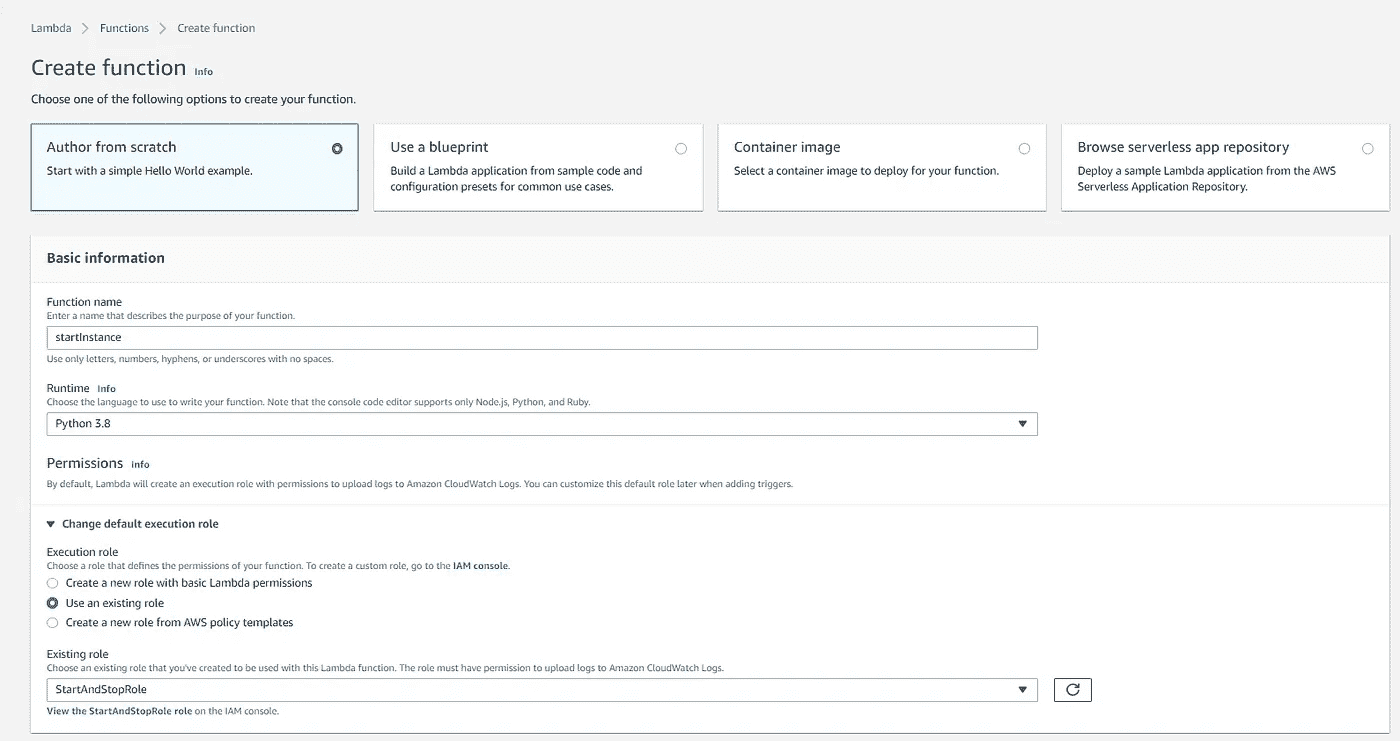 Lambda > Functions > Create function
Create function Info
Choose one of the following options to create your function.
Author from scratch
Start with a simple Hello World example.
Use a blueprint
Build a Lambda application from sample code and
configuration presets for common use cases.
Container image
Select a container image to deploy for your function.
Browse serverless app repository
Deploy a sample Lambda application from the AWS
Serverless Application Repository.
Basic information
Function name
Enter a name that describes the purpose of your function.
startInstance
Use only letters, numbers, hyphens, or underscores with no spaces.
Runtime Info
Choose the language to use to write your function. Note that the console code editor supports only Node.js, Python, and Ruby.
Python 3.8
Permissions Info
By default, Lambda will create an execution role with permissions to upload logs to Amazon CloudWatch Logs. You can customize this default role later when adding triggers.
Change default execution role
Execution role
Choose a role that defines the permissions of your function. To create a custom role, go to the IAM console.
Create a new role with basic Lambda permissions
Use an existing role
Create a new role from AWS policy templates
Existing role
Choose an existing role that you've created to be used with this Lambda function. The role must have permission to upload logs to Amazon CloudWatch Logs.
StartAndStopRole
View the StartAndStopRole role on the IAM console.